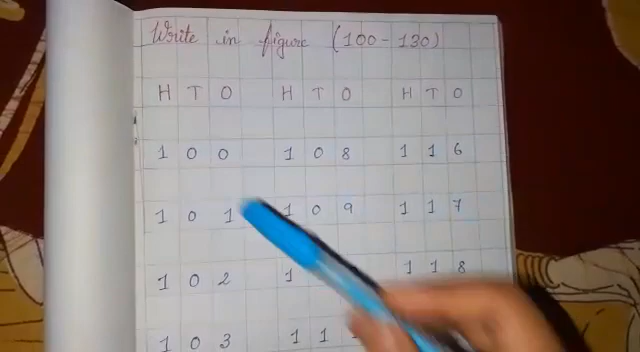 Write in figure (100-130)
H T O H T O H T O
1 0 0 1 0 8 1 1 6
1 0 1 1 0 9 1 1 7
1 0 2 1 1 1 8
1 0 3 1 1